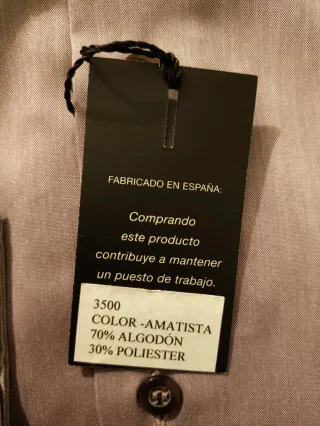 FABRICADO EN ESPAÑA:
Comprando
este producto
contribuye a mantener
un puesto de trabajo.
3500
COLOR -AMATISTA
70% ALGODÓN
30% POLIESTER